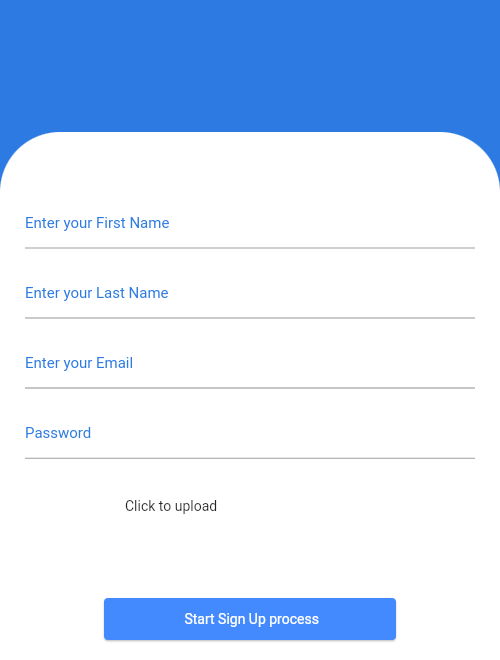 Enter your First Name
Enter your Last Name
Enter your Email
Password
Click to upload
Start Sign Up process